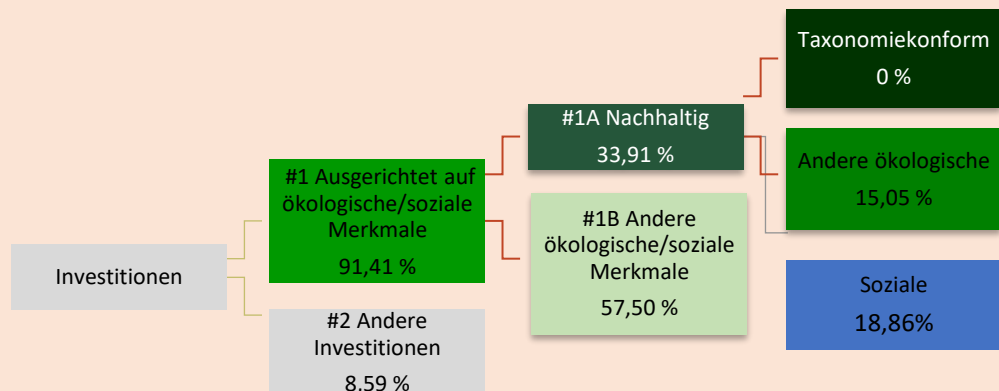 Investitionen
#1 Ausgerichtet auf
ökologische/soziale
Merkmale
91,41 %
#2 Andere
Investitionen
8,59 %
#1A Nachhaltig
33,91 %
#1B Andere
ökologische/soziale
Merkmale
57,50 %
Taxonomiekonform
0 %
Andere ökologische
15,05 %
Soziale
18,86%